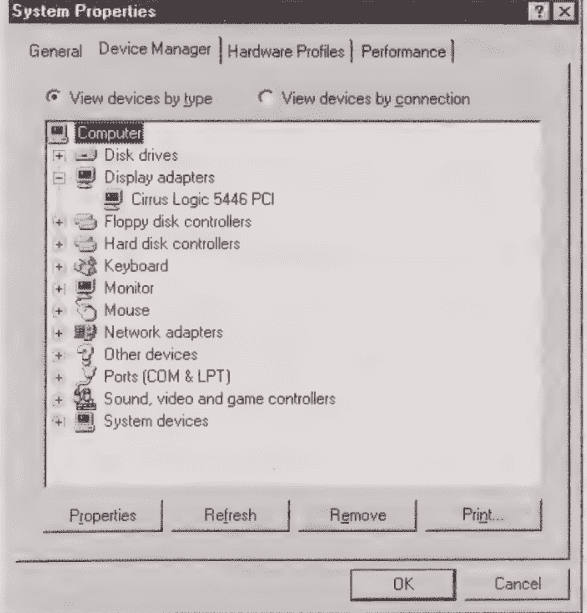 System Properties
General Device Manager Hardware Profiles Performance
View devices by type View devices by connection
Computer
Disk drives
Display adapters
Cirrus Logic 5446 PCI
Floppy disk controllers
Hard disk controllers
Keyboard
Monitor
Mouse
Network adapters
Other devices
Ports (COM & LPT)
Sound, video and game controllers
System devices
Properties Refresh Remove Print...
OK Cancel